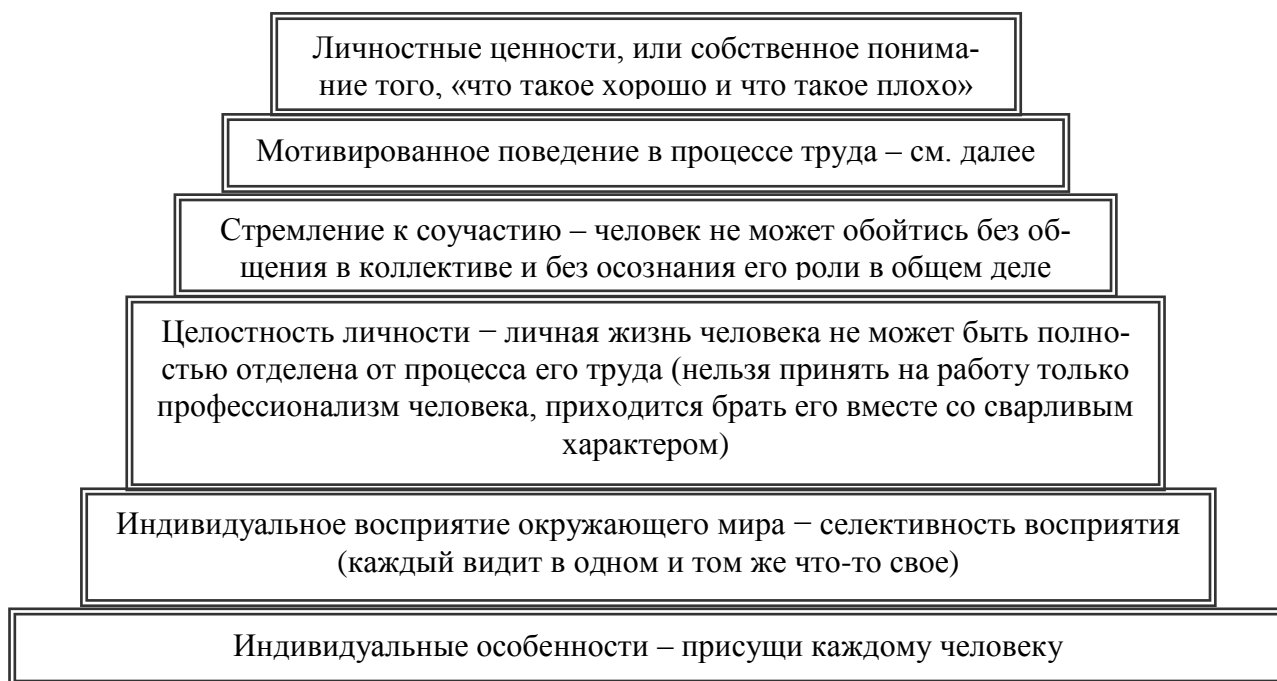 Личностные ценности, или собственное понима-
ние того, «что такое хорошо и что такое плохо»
Мотивированное поведение в процессе труда – см. далее
Стремление к соучастию – человек не может обойтись без об-
щения в коллективе и без осознания его роли в общем деле
Целостность личности − личная жизнь человека не может быть полно-
стью отделена от процесса его труда (нельзя принять на работу только
профессионализм человека, приходится брать его вместе со сварливым
характером)
Индивидуальное восприятие окружающего мира − селективность восприятия
(каждый видит в одном и том же что-то свое)
Индивидуальные особенности – присущи каждому человеку